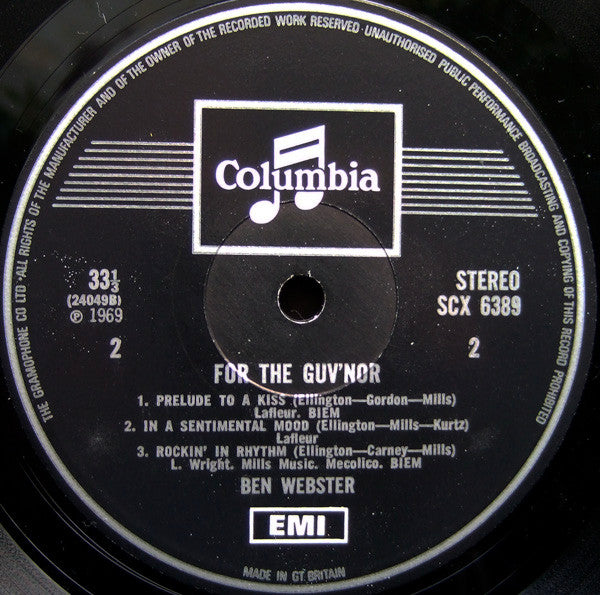 THE GRAMOPHONE CO LTD · ALL RIGHTS OF THE MANUFACTURER AND OF THE OWNER OF THE RECORDED WORK RESERVED · UNAUTHORISED PUBLIC PERFORMANCE BROADCASTING AND COPYING OF THIS RECORD PROHIBITED
Columbia
33⅓
(24049B)
℗ 1969
2
STEREO
SCX 6389
2
FOR THE GUV'NOR
1. PRELUDE TO A KISS (Ellington—Gordon—Mills)
Lafleur. BIEM
2. IN A SENTIMENTAL MOOD (Ellington—Mills—Kurtz)
Lafleur
3. ROCKIN' IN RHYTHM (Ellington—Carney—Mills)
L. Wright. Mills Music. Mecolico. BIEM
BEN WEBSTER
EMI
MADE IN GT. BRITAIN